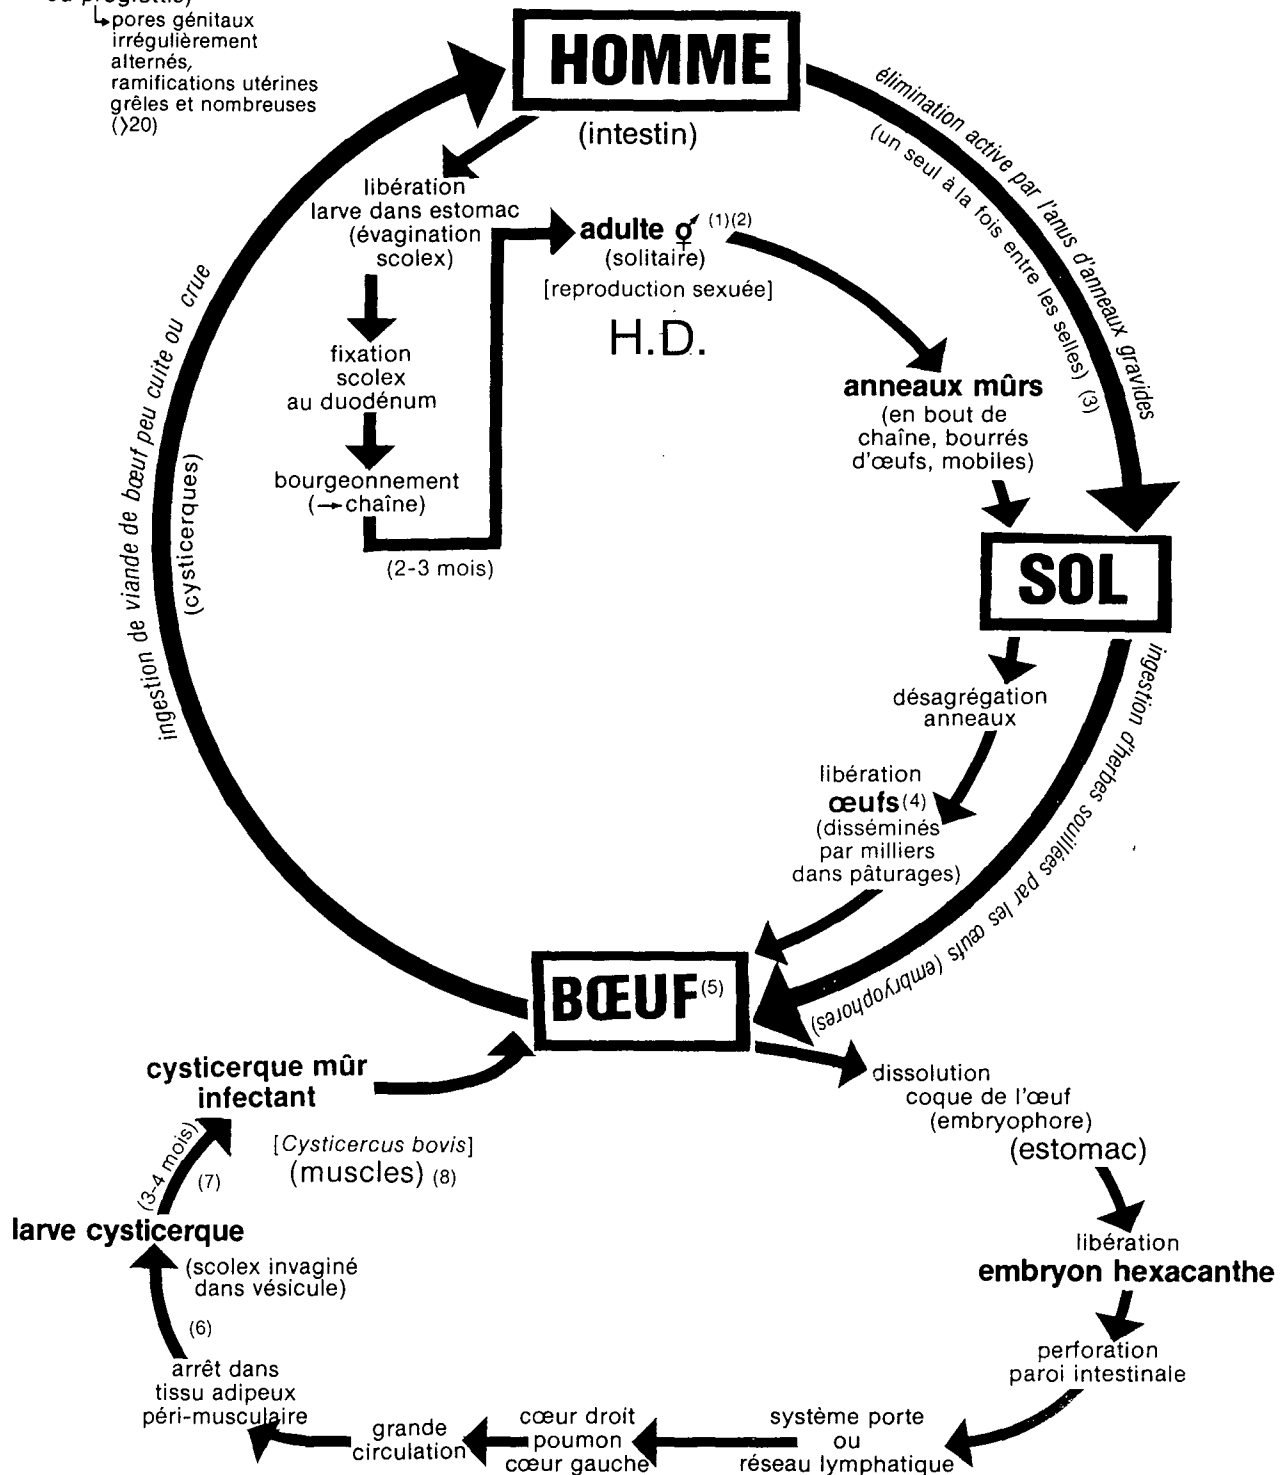 ou proglottis)
↳pores génitaux
irrégulièrement
alternés,
ramifications utérines
grêles et nombreuses
(⟩20)
HOMME
(intestin)
élimination active par l'anus d'anneaux gravides
(un seul à la fois entre les selles) (3)
libération
larve dans estomac
(évagination
scolex)
fixation
scolex
au duodénum
bourgeonnement
(→chaîne)
(2-3 mois)
adulte ⚥ (1)(2)
(solitaire)
[reproduction sexuée]
H.D.
anneaux mûrs
(en bout de
chaîne, bourrés
d'œufs, mobiles)
SOL
ingestion d'herbes souillées par les œufs (embryophores)
désagrégation
anneaux
libération
œufs (4)
(disséminés
par milliers
dans pâturages)
BŒUF (5)
ingestion de viande de bœuf peu cuite ou crue
(cysticerques)
dissolution
coque de l'œuf
(embryophore)
(estomac)
libération
embryon hexacanthe
perforation
paroi intestinale
système porte
ou
réseau lymphatique
cœur droit
poumon
cœur gauche
grande
circulation
arrêt dans
tissu adipeux
péri-musculaire
(6)
larve cysticerque
(scolex invaginé
dans vésicule)
(3-4 mois)
(7)
cysticerque mûr
infectant
[Cysticercus bovis]
(muscles) (8)